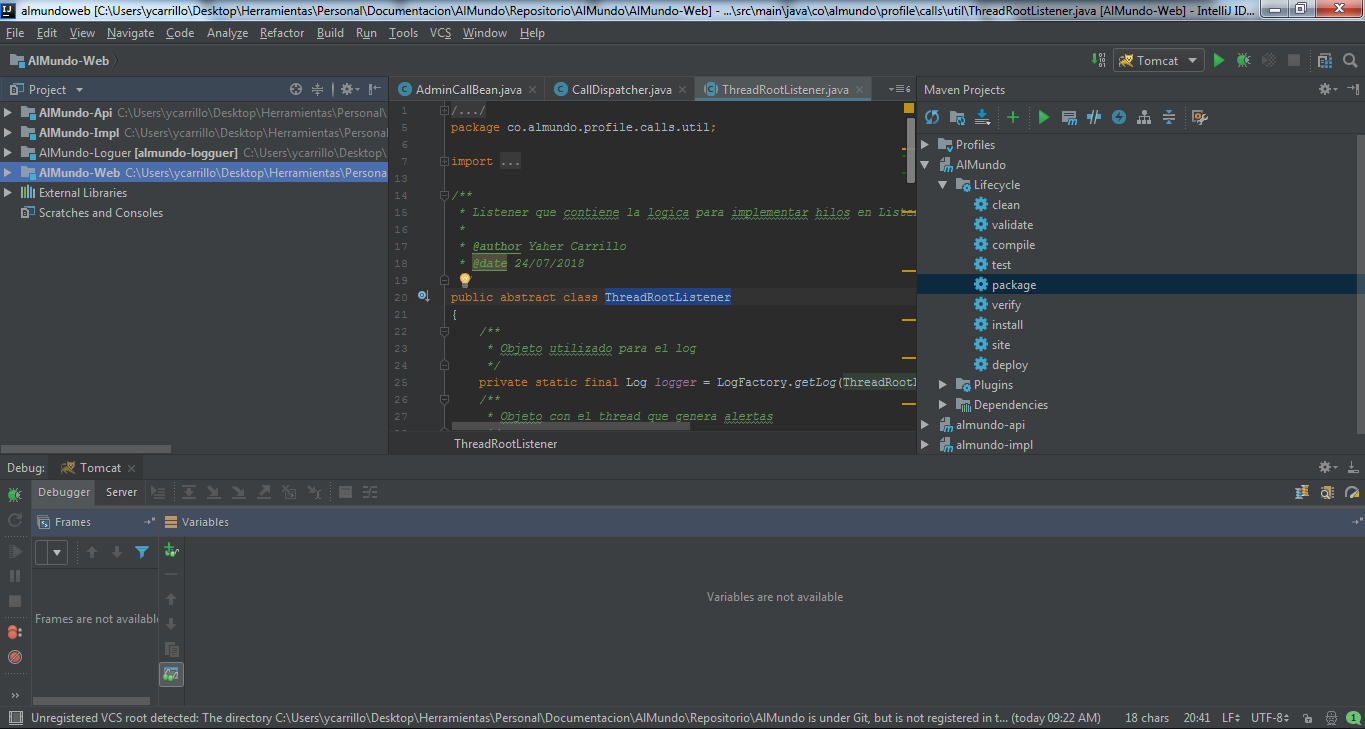 almundoweb [C:\Users\ycarrillo\Desktop\Herramientas\Personal\Documentacion\AlMundo\Repositorio\AlMundo\AlMundo-Web] - ...\src\main\java\co\almundo\profile\calls\util\ThreadRootListener.java [AlMundo-Web] - IntelliJ ID...
File Edit View Navigate Code Analyze Refactor Build Run Tools VCS Window Help
AlMundo-Web
Tomcat
Project
AlMundo-Api C:\Users\ycarrillo\Desktop\Herramientas\Personal\
AlMundo-Impl C:\Users\ycarrillo\Desktop\Herramientas\Personal
AlMundo-Loguer [almundo-logguer] C:\Users\ycarrillo\Desktop\
AlMundo-Web C:\Users\ycarrillo\Desktop\Herramientas\Persona
External Libraries
Scratches and Consoles
AdminCallBean.java CallDispatcher.java ThreadRootListener.java 6
1 /.../
5 package co.almundo.profile.calls.util;
6
7 import ...
13
14 /**
15 * Listener que contiene la logica para implementar hilos en Liste
16 *
17 * @author Yaher Carrillo
18 * @date 24/07/2018
19
20 public abstract class ThreadRootListener
21 {
22 /**
23 * Objeto utilizado para el log
24 */
25 private static final Log logger = LogFactory.getLog(ThreadRootL
26 /**
27 * Objeto con el thread que genera alertas
ThreadRootListener
Maven Projects
Profiles
AlMundo
Lifecycle
clean
validate
compile
test
package
verify
install
site
deploy
Plugins
Dependencies
almundo-api
almundo-impl
Debug: Tomcat
Debugger Server
Frames Variables
Frames are not availabl
Variables are not available
Unregistered VCS root detected: The directory C:\Users\ycarrillo\Desktop\Herramientas\Personal\Documentacion\AlMundo\Repositorio\AlMundo is under Git, but is not registered in t... (today 09:22 AM) 18 chars 20:41 LF UTF-8 1